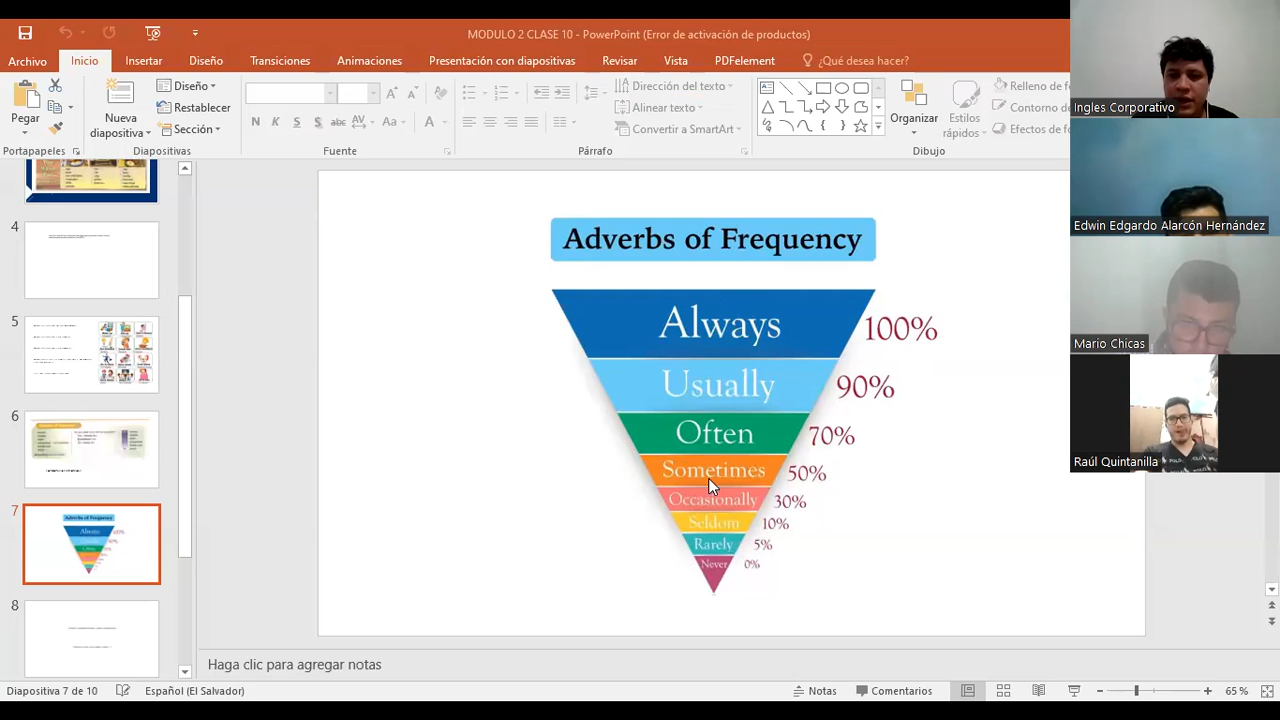 MODULO 2 CLASE 10 - PowerPoint (Error de activación de productos)
Archivo Inicio Insertar Diseño Transiciones Animaciones Presentación con diapositivas Revisar Vista PDFelement ¿Qué desea hacer?
Pegar
Nueva diapositiva
Diseño
Restablecer
Sección
N K S abc AV Aa A
Dirección del texto
Alinear texto
Convertir a SmartArt
Organizar
Estilos rápidos
Relleno de
Contorno de
Efectos de
Portapapeles Diapositivas Fuente Párrafo Dibujo
Ingles Corporativo
Edwin Edgardo Alarcón Hernández
Mario Chicas
Raúl Quintanilla
4
5
6
7
8
Adverbs of Frequency
Always 100%
Usually 90%
Often 70%
Sometimes 50%
Occasionally 30%
Seldom 10%
Rarely 5%
Never 0%
Haga clic para agregar notas
Diapositiva 7 de 10 Español (El Salvador) Notas Comentarios 65 %